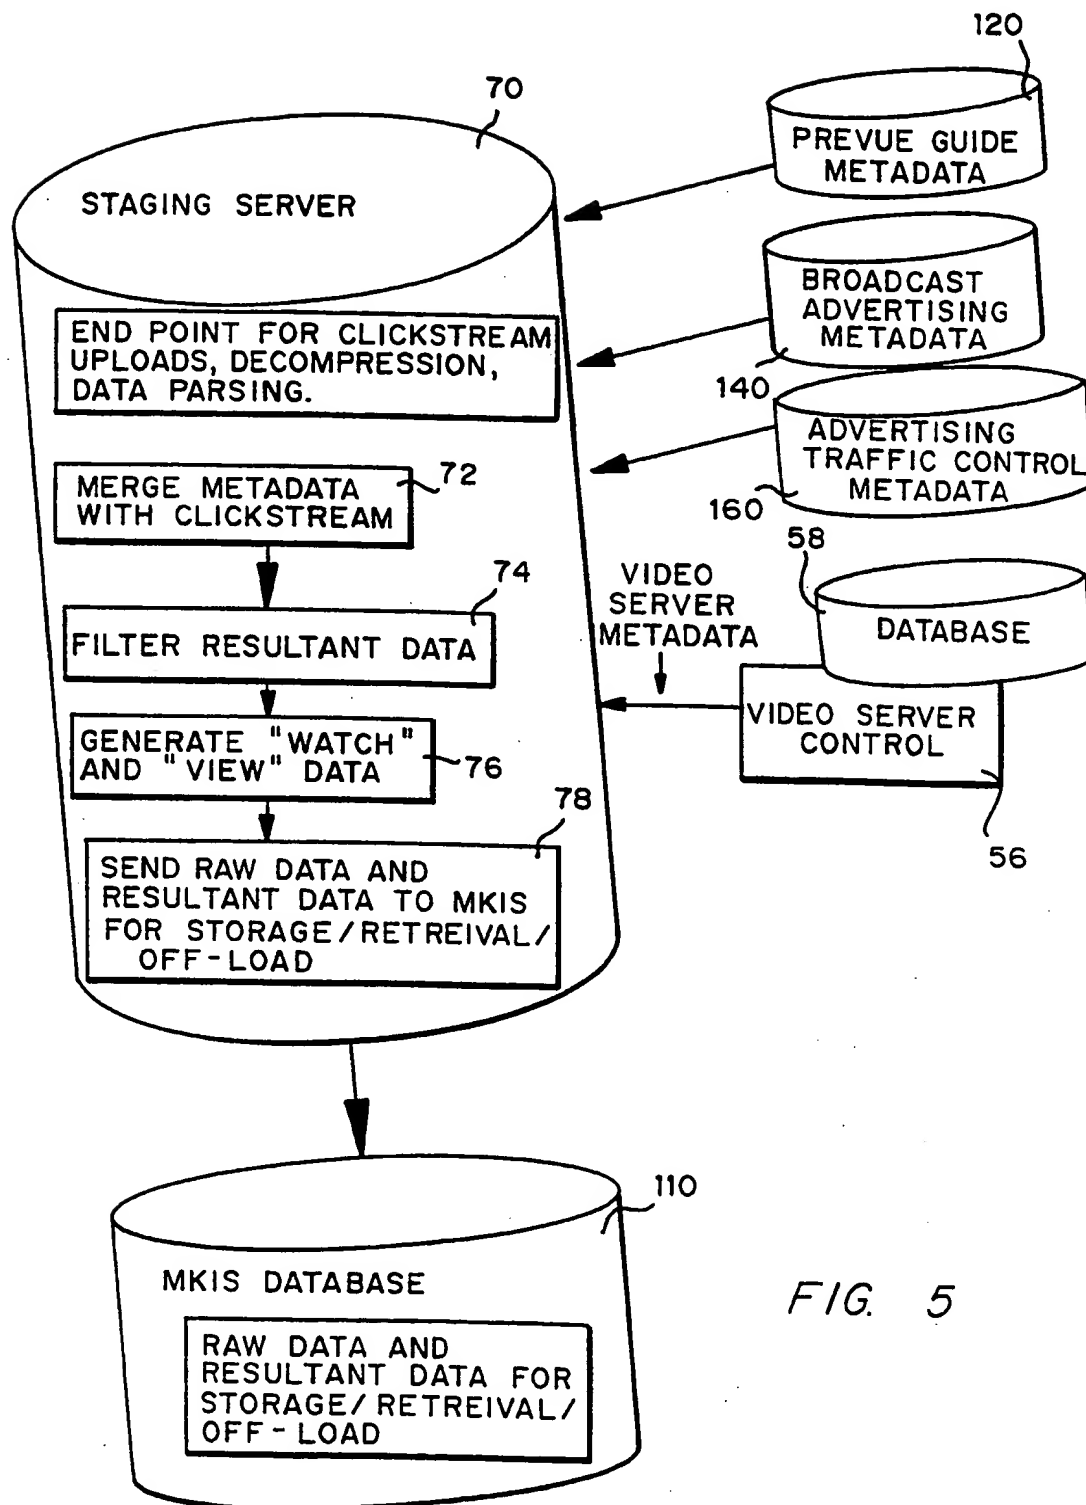 120
70
PREVUE GUIDE
METADATA
STAGING SERVER
BROADCAST
ADVERTISING
METADATA
140
END POINT FOR CLICKSTREAM
UPLOADS, DECOMPRESSION,
DATA PARSING.
ADVERTISING
TRAFFIC CONTROL
METADATA
160
72
MERGE METADATA
WITH CLICKSTREAM
58
DATABASE
VIDEO
SERVER
METADATA
74
FILTER RESULTANT DATA
VIDEO SERVER
CONTROL
56
GENERATE "WATCH"
AND "VIEW" DATA
76
78
SEND RAW DATA AND
RESULTANT DATA TO MKIS
FOR STORAGE/RETREIVAL/
OFF-LOAD
110
MKIS DATABASE
RAW DATA AND
RESULTANT DATA FOR
STORAGE/RETREIVAL/
OFF-LOAD
FIG. 5